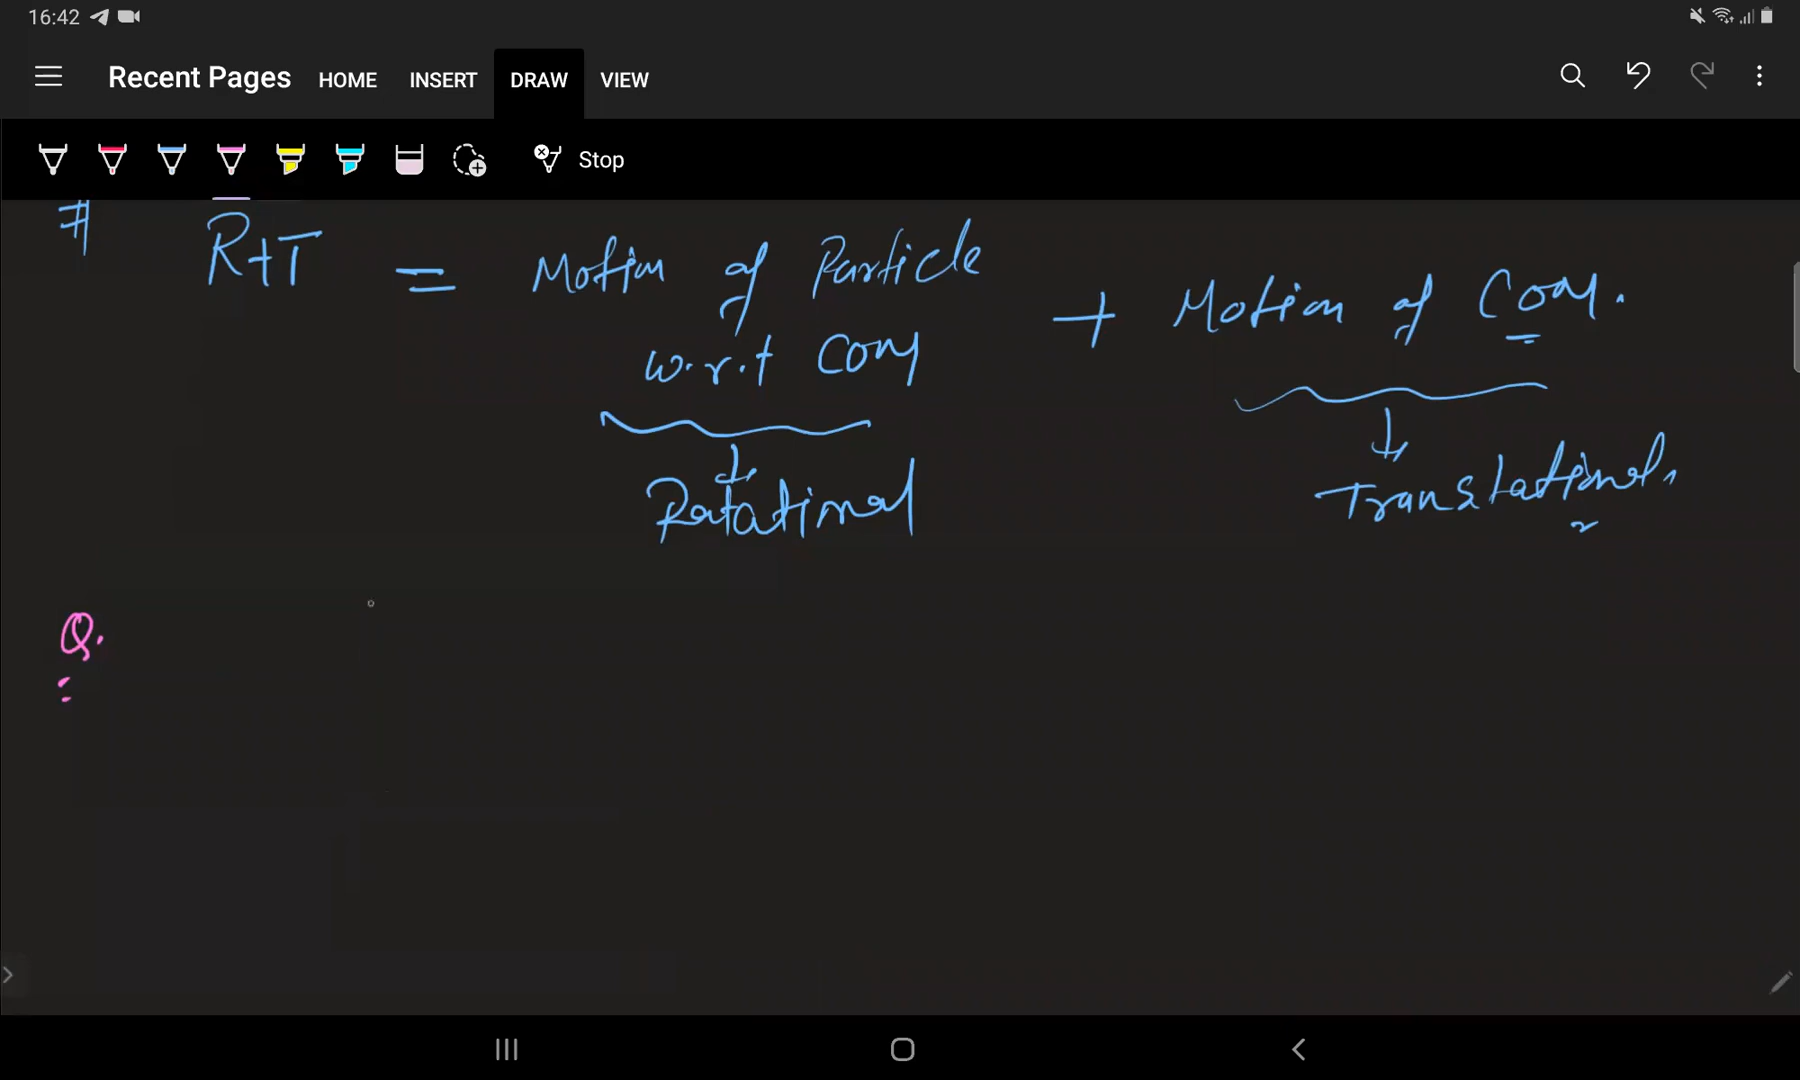 16:42
Recent Pages HOME INSERT DRAW VIEW
Stop
# R+T = Motion of Particle + Motion of COM.
w.r.t COM
Rotational Translational.
Q.